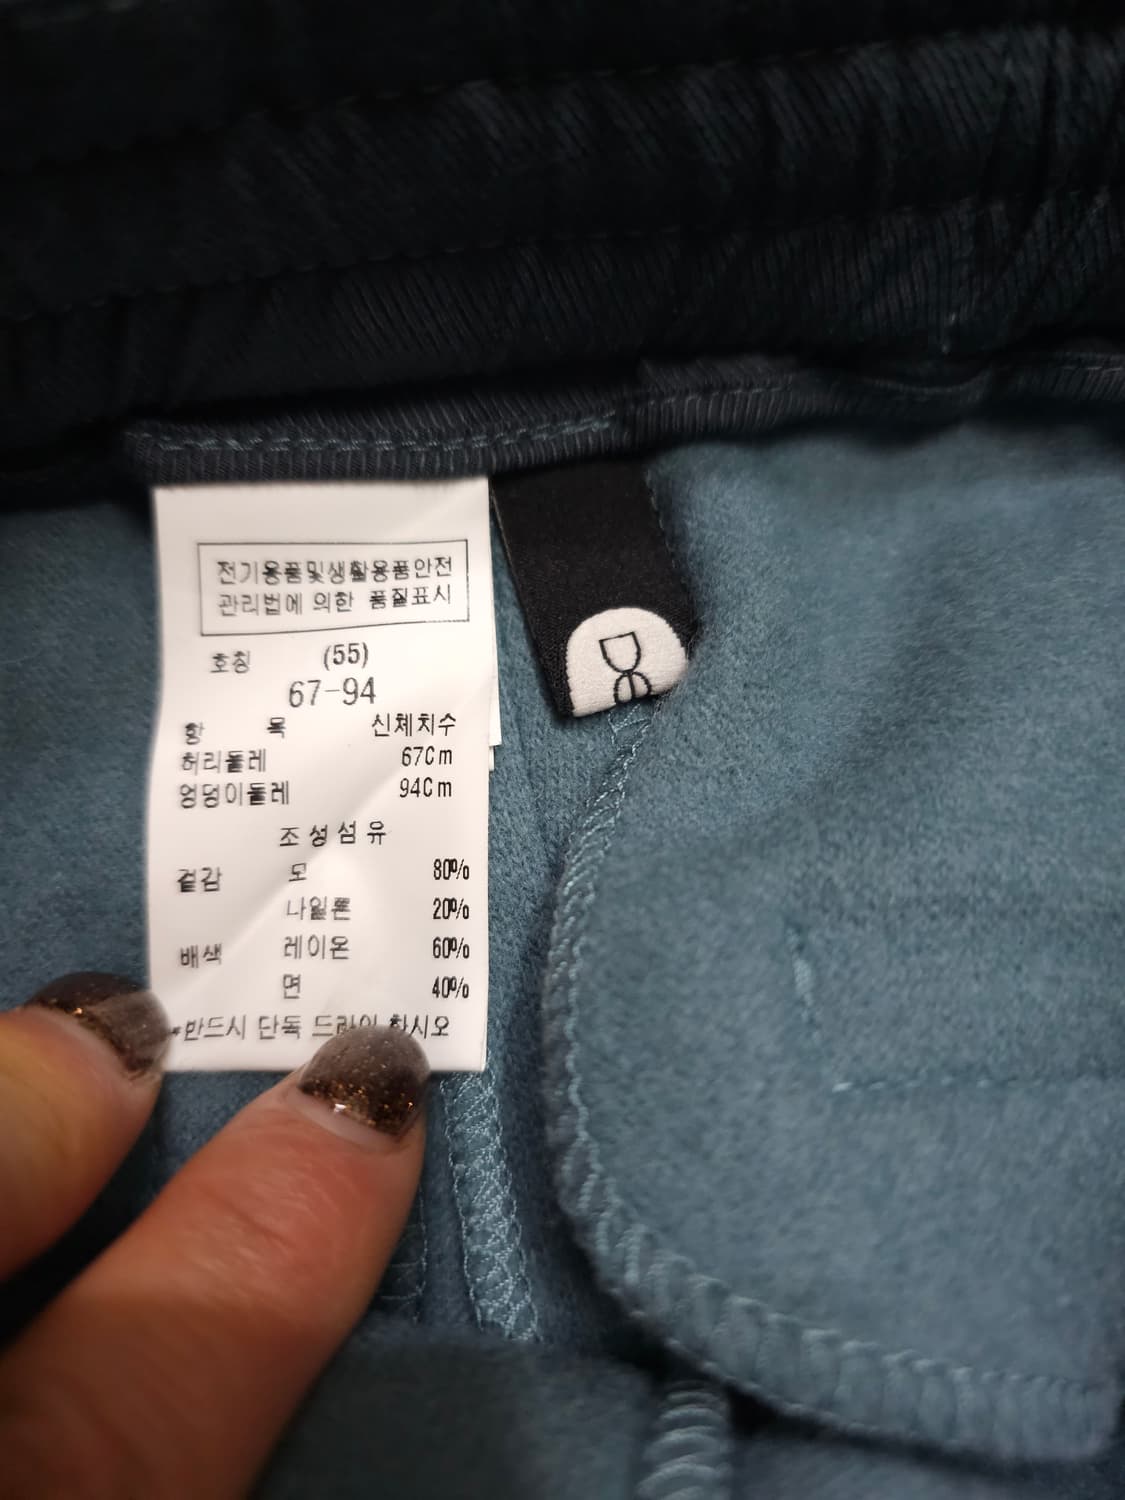 전기용품및생활용품안전
관리법에 의한 품질표시
호칭 (55)
67-94
항 목 신체치수
허리둘레 67Cm
엉덩이둘레 94Cm
조성섬유
겉감 모 80%
나일론 20%
배색 레이온 60%
면 40%
*반드시 단독 드라이 하시오